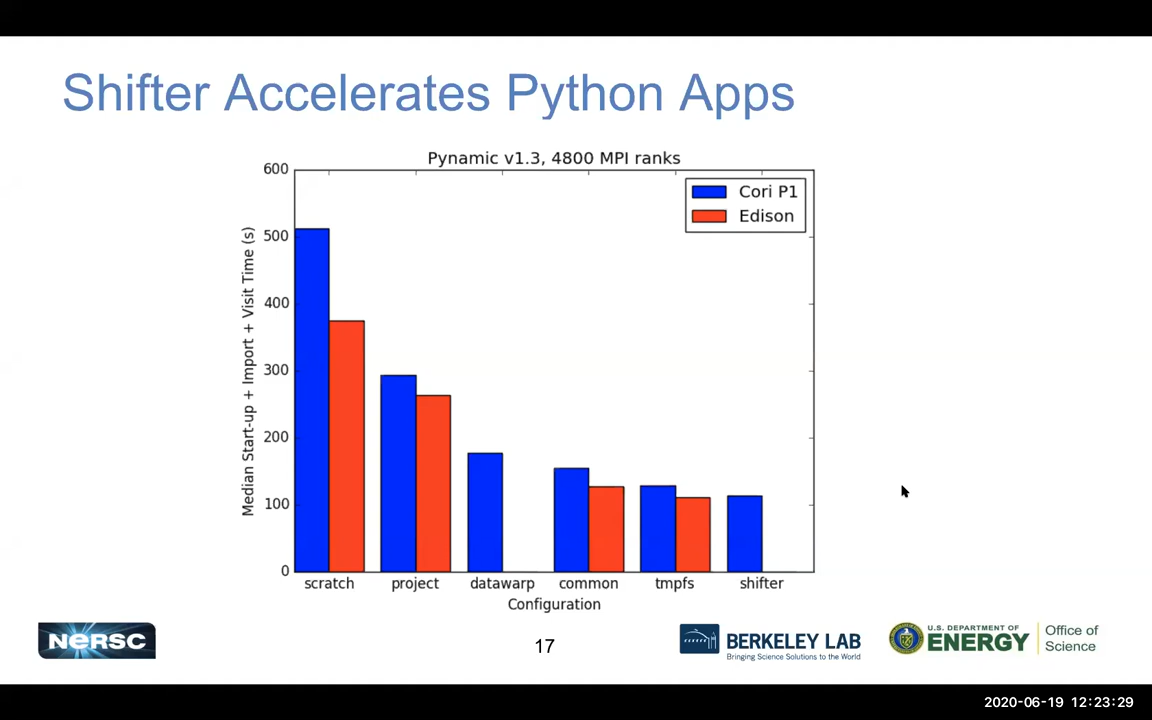 Shifter Accelerates Python Apps
Pynamic v1.3, 4800 MPI ranks
600
500
400
300
200
100
0
Median Start-up + Import + Visit Time (s)
Cori P1
Edison
scratch project datawarp common tmpfs shifter
Configuration
NERSC
17
BERKELEY LAB
Bringing Science Solutions to the World
U.S. DEPARTMENT OF
ENERGY
Office of
Science
2020-06-19 12:23:29